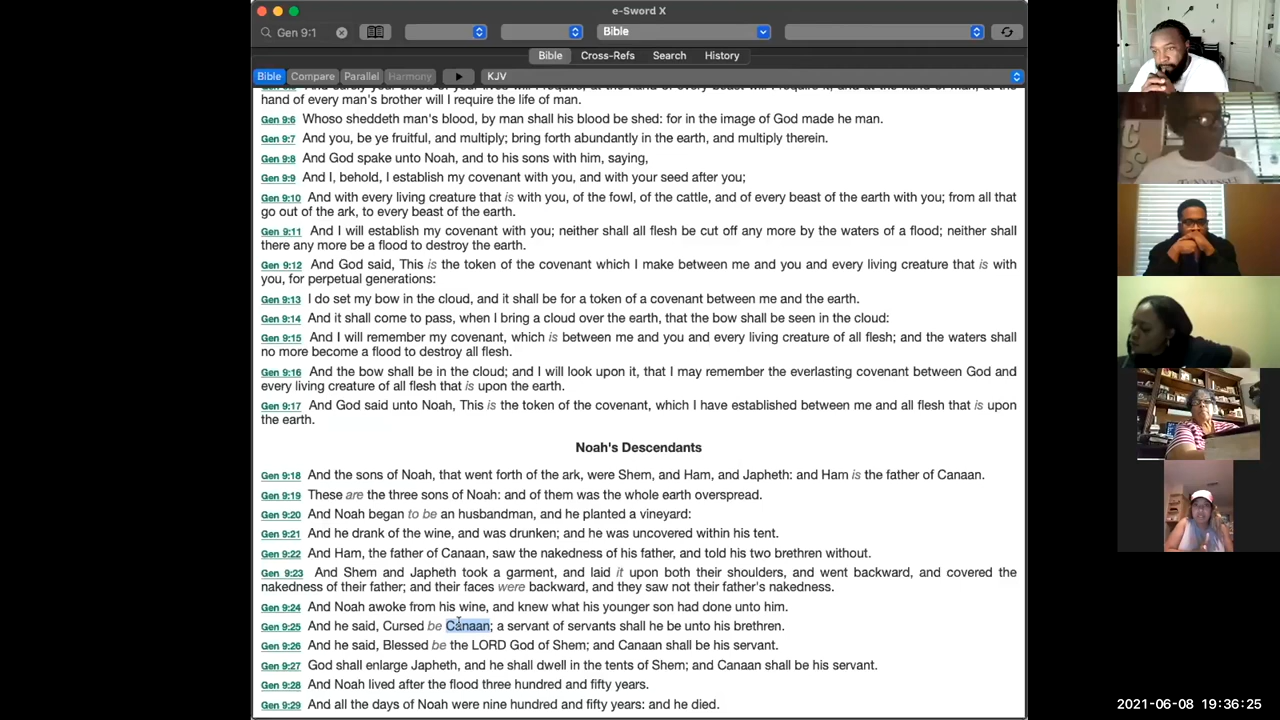 e-Sword X
Gen 9:1
Bible
Bible Cross-Refs Search History
Bible Compare Parallel Harmony KJV
hand of every man's brother will I require the life of man.
Gen 9:6 Whoso sheddeth man's blood, by man shall his blood be shed: for in the image of God made he man.
Gen 9:7 And you, be ye fruitful, and multiply; bring forth abundantly in the earth, and multiply therein.
Gen 9:8 And God spake unto Noah, and to his sons with him, saying,
Gen 9:9 And I, behold, I establish my covenant with you, and with your seed after you;
Gen 9:10 And with every living creature that is with you, of the fowl, of the cattle, and of every beast of the earth with you; from all that
go out of the ark, to every beast of the earth.
Gen 9:11 And I will establish my covenant with you; neither shall all flesh be cut off any more by the waters of a flood; neither shall
there any more be a flood to destroy the earth.
Gen 9:12 And God said, This is the token of the covenant which I make between me and you and every living creature that is with
you, for perpetual generations:
Gen 9:13 I do set my bow in the cloud, and it shall be for a token of a covenant between me and the earth.
Gen 9:14 And it shall come to pass, when I bring a cloud over the earth, that the bow shall be seen in the cloud:
Gen 9:15 And I will remember my covenant, which is between me and you and every living creature of all flesh; and the waters shall
no more become a flood to destroy all flesh.
Gen 9:16 And the bow shall be in the cloud; and I will look upon it, that I may remember the everlasting covenant between God and
every living creature of all flesh that is upon the earth.
Gen 9:17 And God said unto Noah, This is the token of the covenant, which I have established between me and all flesh that is upon
the earth.
Noah's Descendants
Gen 9:18 And the sons of Noah, that went forth of the ark, were Shem, and Ham, and Japheth: and Ham is the father of Canaan.
Gen 9:19 These are the three sons of Noah: and of them was the whole earth overspread.
Gen 9:20 And Noah began to be an husbandman, and he planted a vineyard:
Gen 9:21 And he drank of the wine, and was drunken; and he was uncovered within his tent.
Gen 9:22 And Ham, the father of Canaan, saw the nakedness of his father, and told his two brethren without.
Gen 9:23 And Shem and Japheth took a garment, and laid it upon both their shoulders, and went backward, and covered the
nakedness of their father; and their faces were backward, and they saw not their father's nakedness.
Gen 9:24 And Noah awoke from his wine, and knew what his younger son had done unto him.
Gen 9:25 And he said, Cursed be Canaan; a servant of servants shall he be unto his brethren.
Gen 9:26 And he said, Blessed be the LORD God of Shem; and Canaan shall be his servant.
Gen 9:27 God shall enlarge Japheth, and he shall dwell in the tents of Shem; and Canaan shall be his servant.
Gen 9:28 And Noah lived after the flood three hundred and fifty years.
Gen 9:29 And all the days of Noah were nine hundred and fifty years: and he died.
2021-06-08 19:36:25